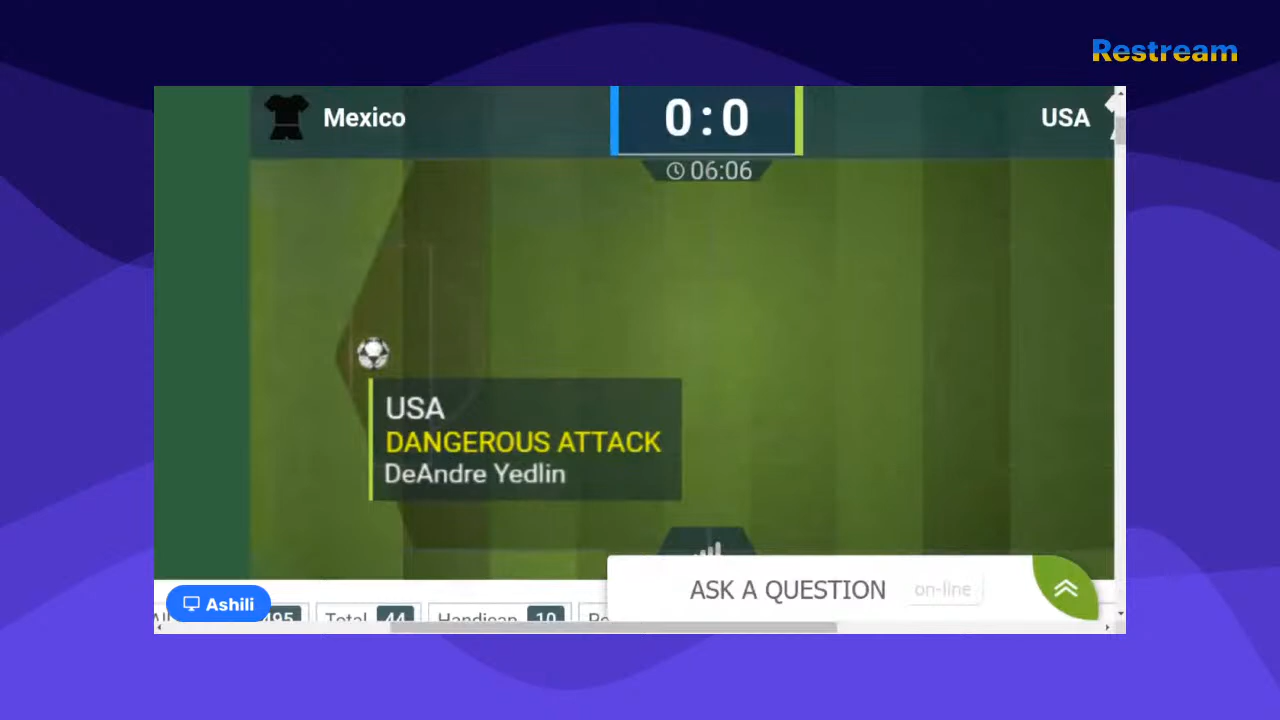 Restream
Mexico
0:0
USA
06:06
USA
DANGEROUS ATTACK
DeAndre Yedlin
ASK A QUESTION
on-line
Ashili
Total 44
Handicap 10